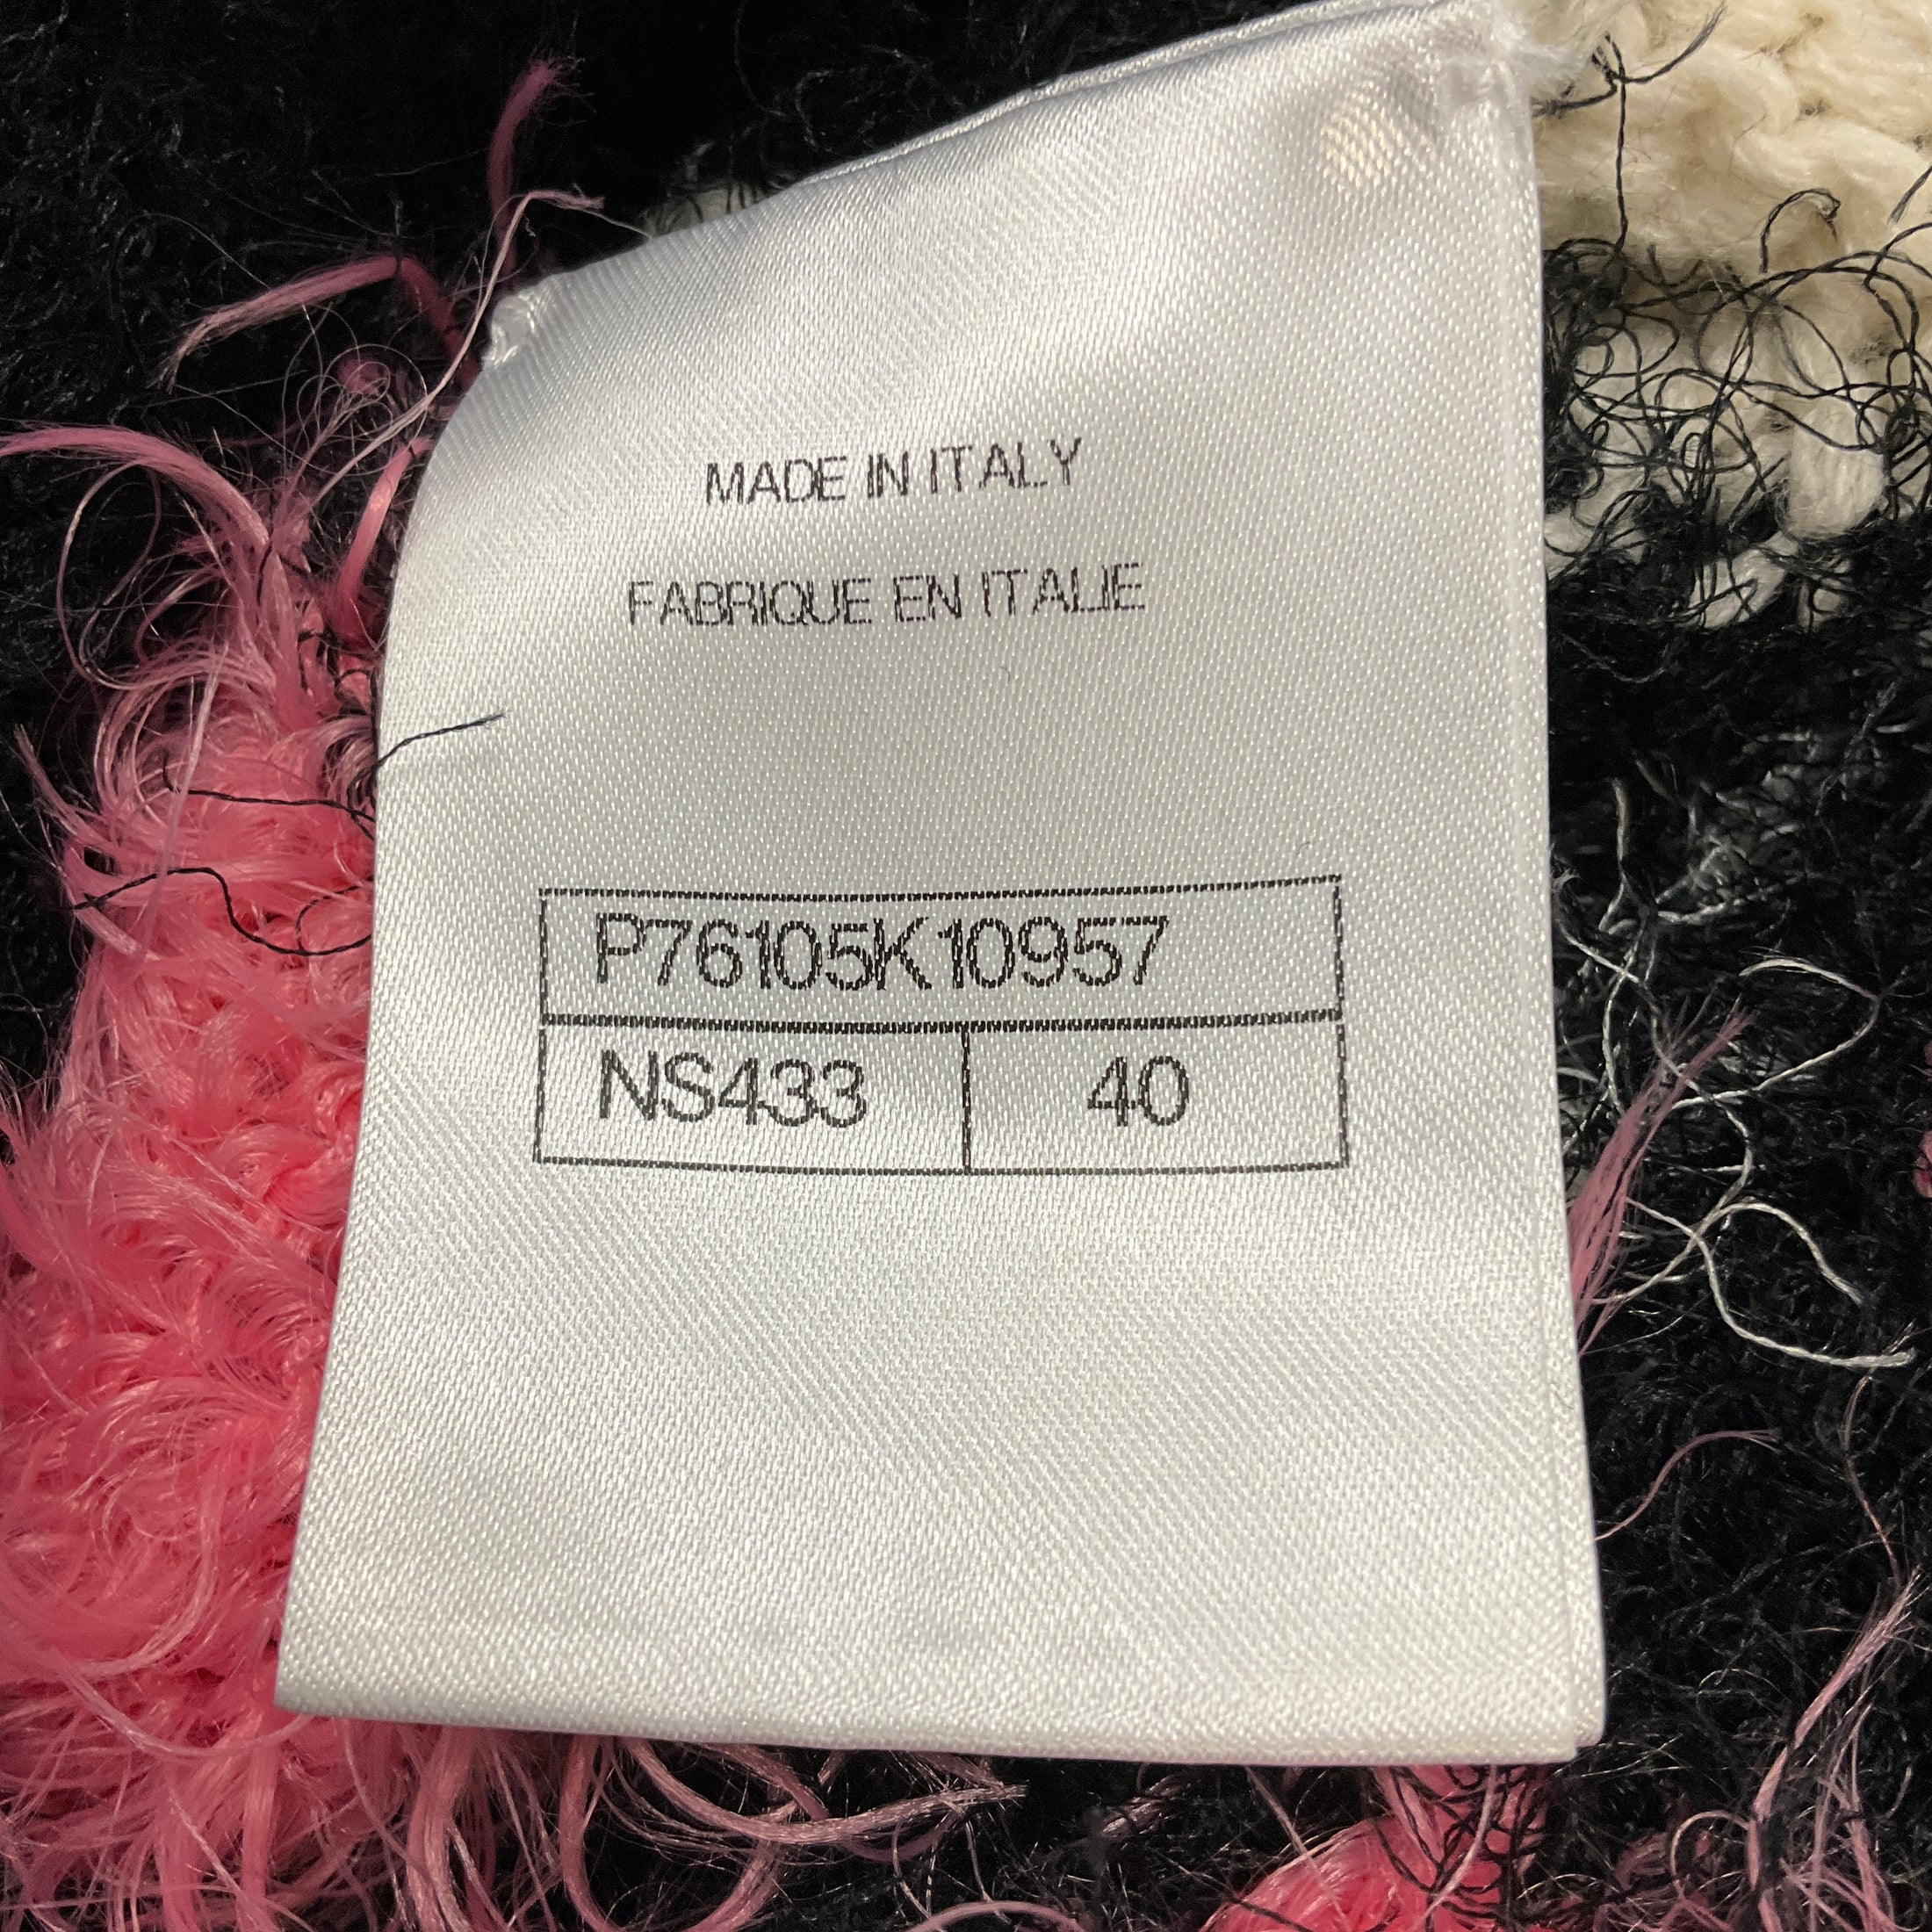 MADE IN ITALY
FABRIQUE EN ITALIE
P76105K10957
NS433 40